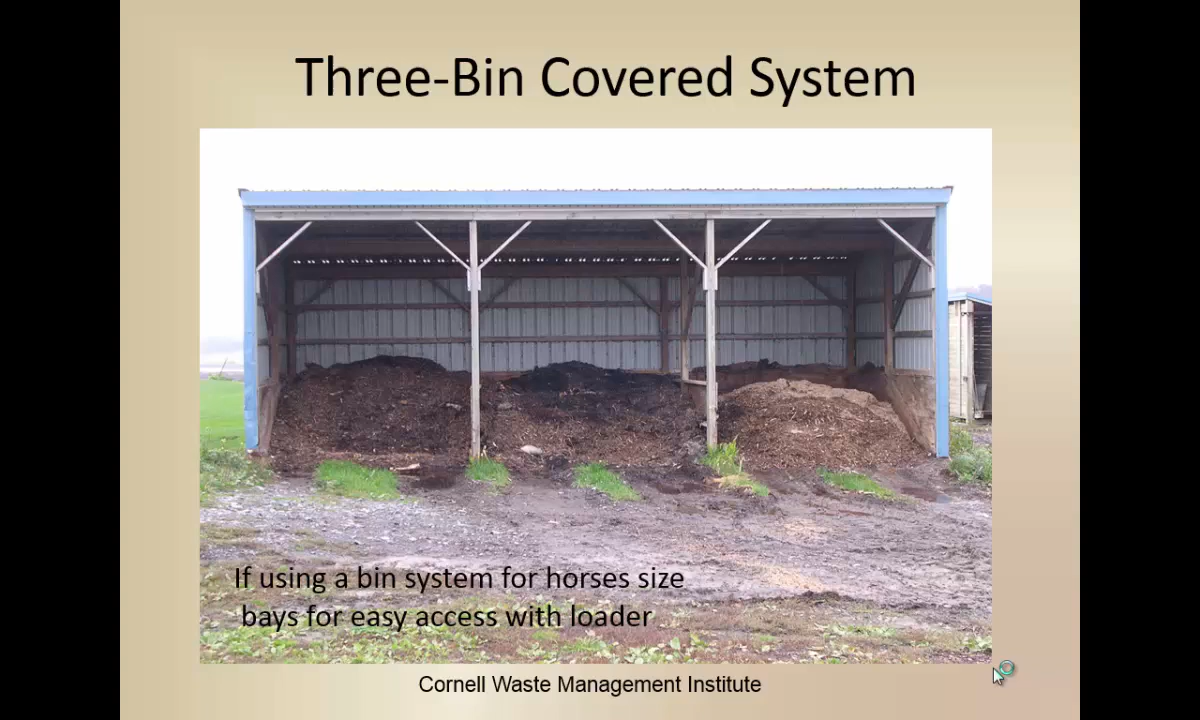 Three-Bin Covered System
If using a bin system for horses size
bays for easy access with loader
Cornell Waste Management Institute